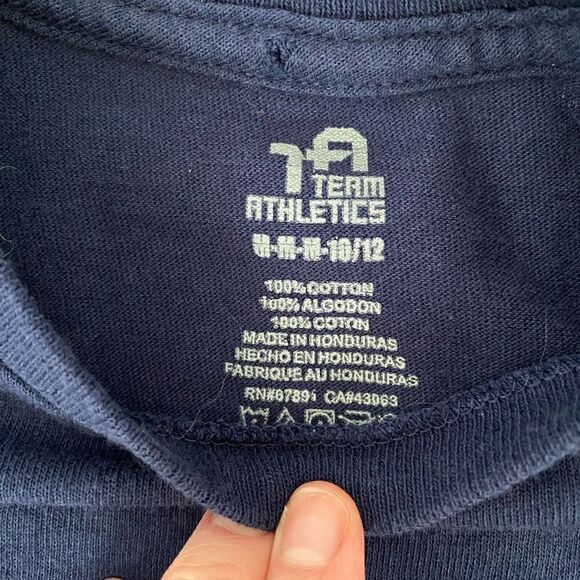 TA
TEAM
ATHLETICS
M-M-M-10/12
100% COTTON
100% ALGODON
100% COTON
MADE IN HONDURAS
HECHO EN HONDURAS
FABRIQUE AU HONDURAS
CA#43063